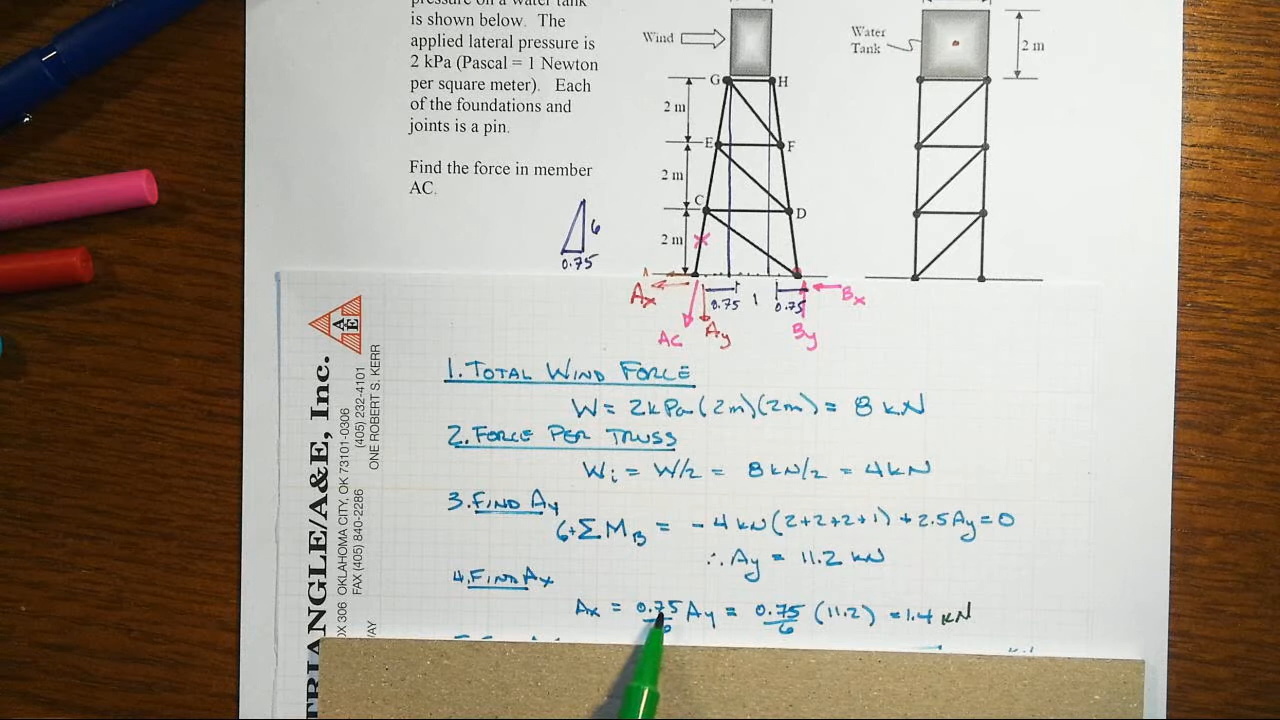 pressure on a water tank
is shown below. The
applied lateral pressure is
2 kPa (Pascal = 1 Newton
per square meter). Each
of the foundations and
joints is a pin.
Find the force in member
AC.
6
0.75
Wind
G H
2 m
E F
2 m
C D
2 m
A
Ax
AC
Ay
0.75 1 0.75
Bx
By
Water
Tank
2 m
TRIANGLE/A&E, Inc.
A&E
OX 306 OKLAHOMA CITY, OK 73101-0306
FAX (405) 840-2286 (405) 232-4101
WAY ONE ROBERT S. KERR
1. TOTAL WIND FORCE
W = 2kPa(2m)(2m) = 8 kN
2. FORCE PER TRUSS
Wi = W/2 = 8kN/2 = 4kN
3. FIND Ay
+ΣMB = -4kN(2+2+2+1) + 2.5Ay = 0
∴ Ay = 11.2 kN
4. FIND Ax
Ax = 0.75/6 Ay = 0.75/6 (11.2) = 1.4 kN